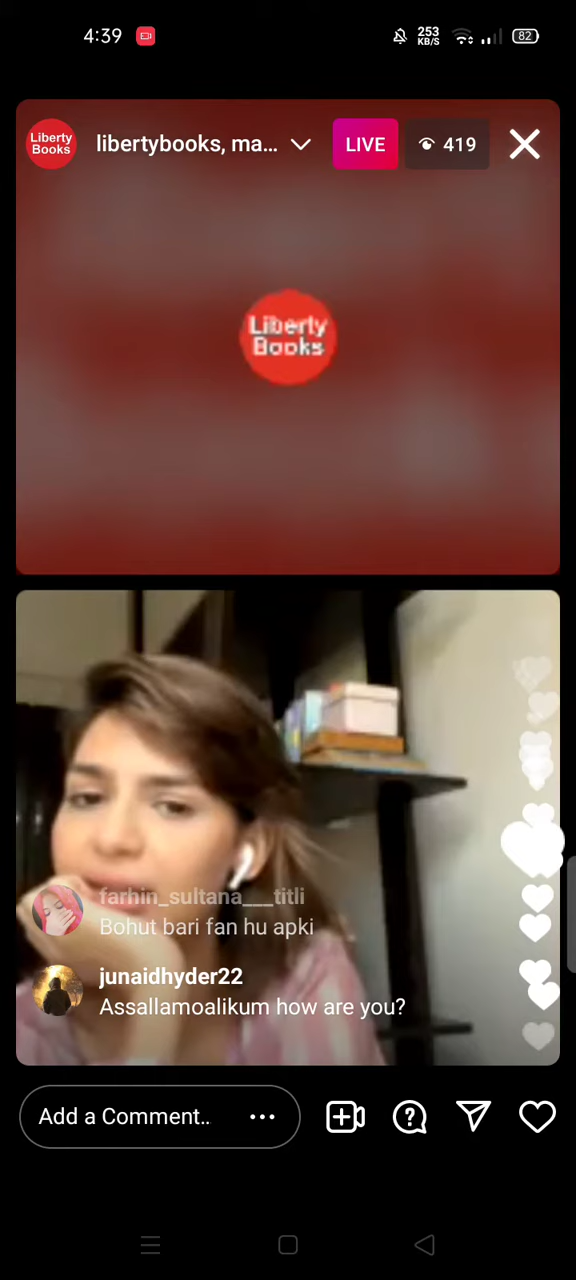 4:39
253
KB/S
82
Liberty
Books
libertybooks, ma...
LIVE
419
Liberty
Books
farhin_sultana___titli
Bohut bari fan hu apki
junaidhyder22
Assallamoalikum how are you?
Add a Comment..